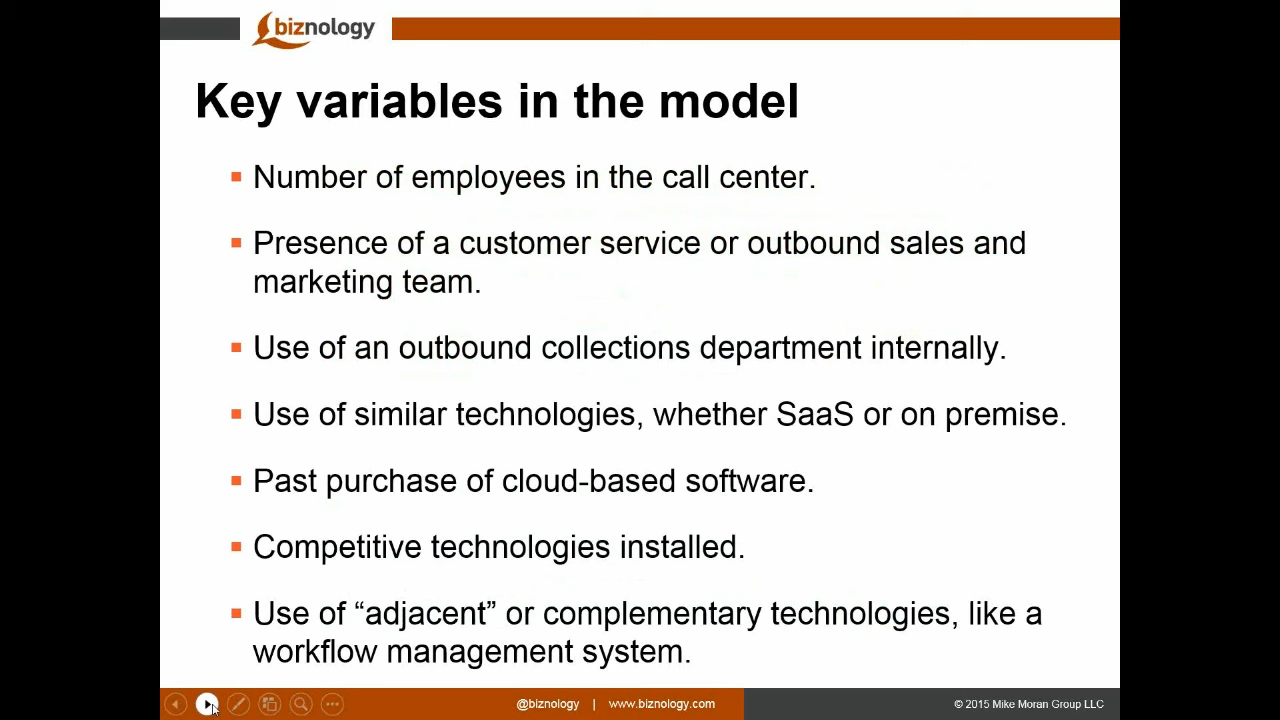 biznology
Key variables in the model
Number of employees in the call center.
Presence of a customer service or outbound sales and
marketing team.
Use of an outbound collections department internally.
Use of similar technologies, whether SaaS or on premise.
Past purchase of cloud-based software.
Competitive technologies installed.
Use of “adjacent” or complementary technologies, like a
workflow management system.
@biznology | www.biznology.com © 2015 Mike Moran Group LLC